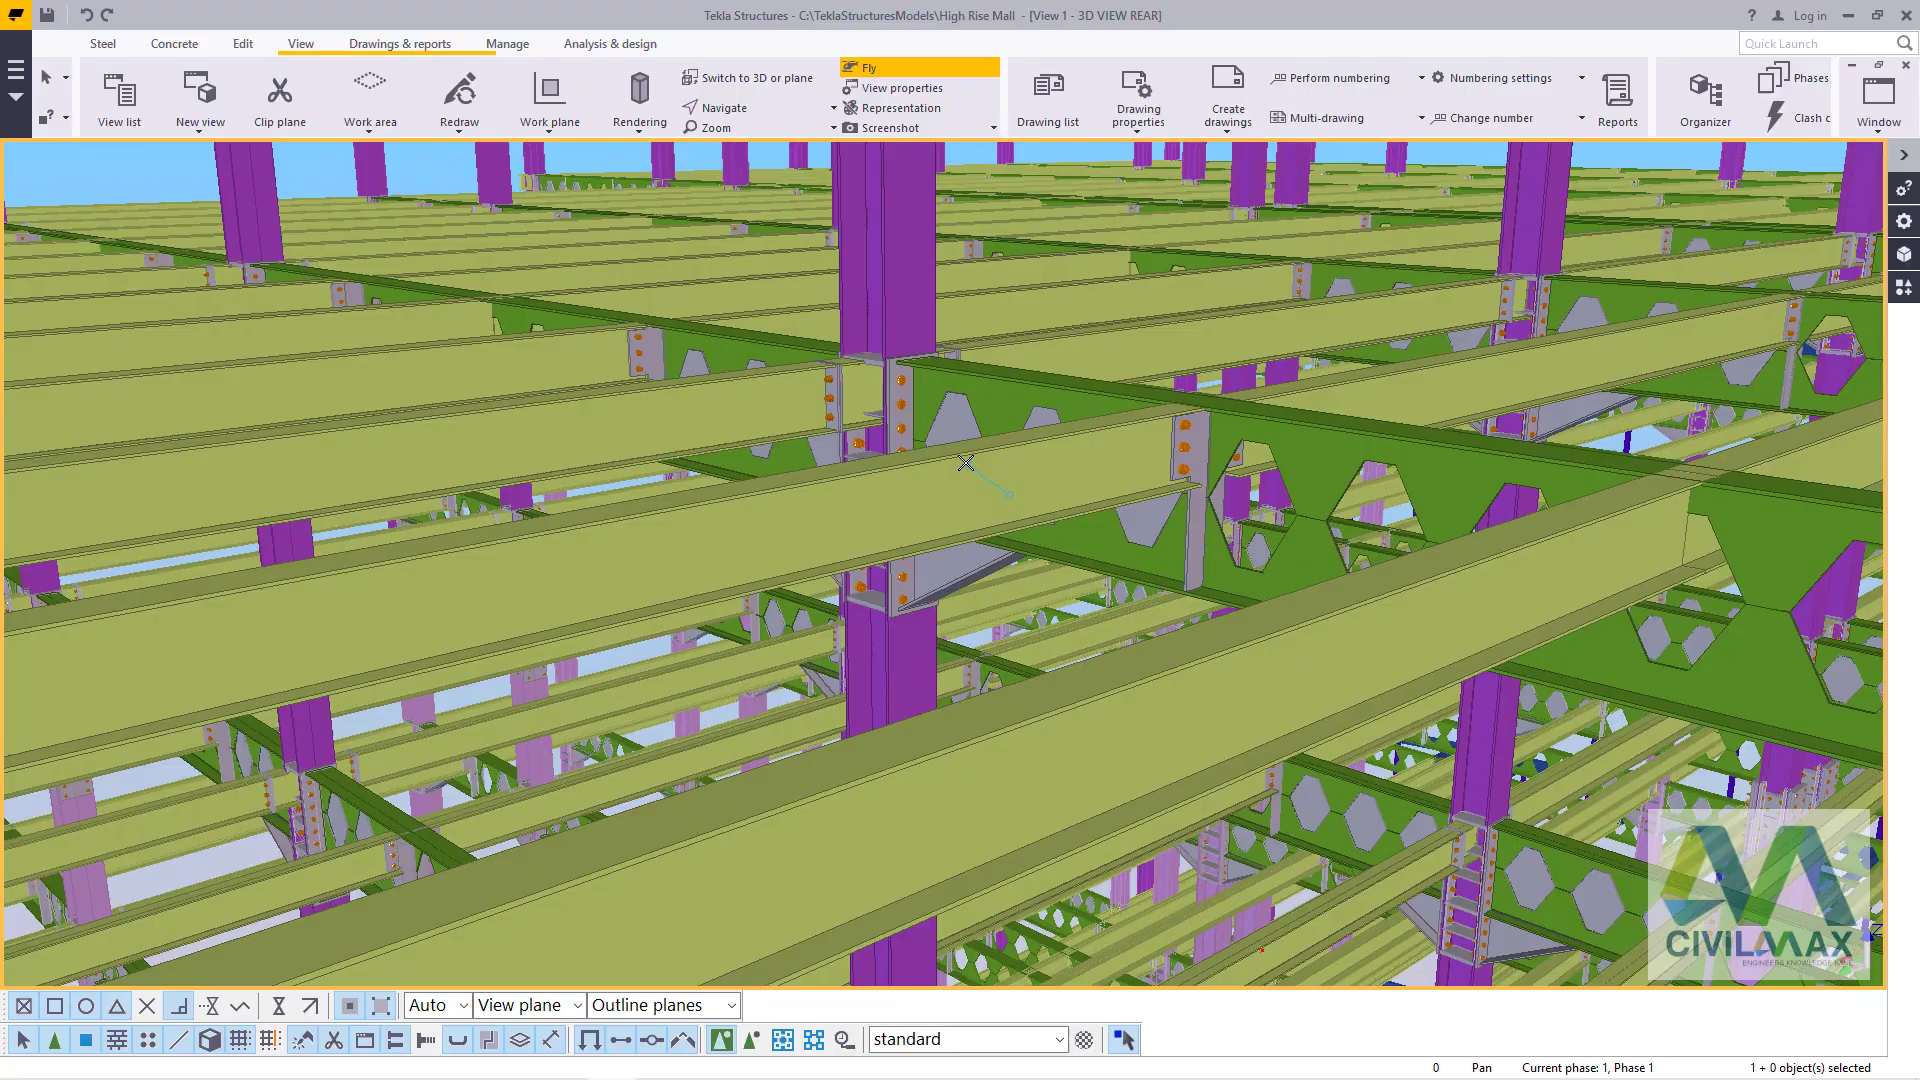 Tekla Structures - C:\TeklaStructuresModels\High Rise Mall - [View 1 - 3D VIEW REAR]
? Log in
Steel Concrete Edit View Drawings & reports Manage Analysis & design
Quick Launch
View list
New view
Clip plane
Work area
Redraw
Work plane
Rendering
Switch to 3D or plane
Navigate
Zoom
Fly
View properties
Representation
Screenshot
Drawing list
Drawing properties
Create drawings
Perform numbering
Multi-drawing
Numbering settings
Change number
Reports
Organizer
Phases
Clash c
Window
CIVILMAX
ENGINEERS KNOWLEDGE BASE
Z
Auto View plane Outline planes
standard
0 Pan Current phase: 1, Phase 1 1 + 0 object(s) selected